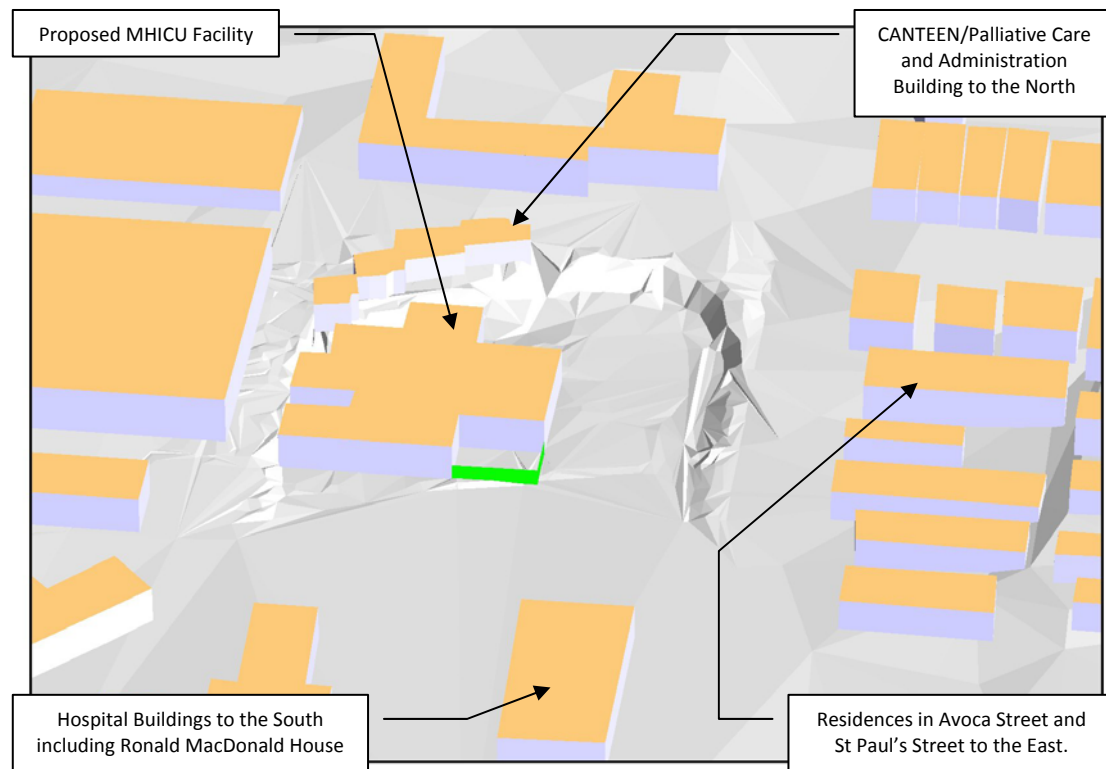 Proposed MHICU Facility
CANTEEN/Palliative Care
and Administration
Building to the North
Hospital Buildings to the South
including Ronald MacDonald House
Residences in Avoca Street and
St Paul’s Street to the East.